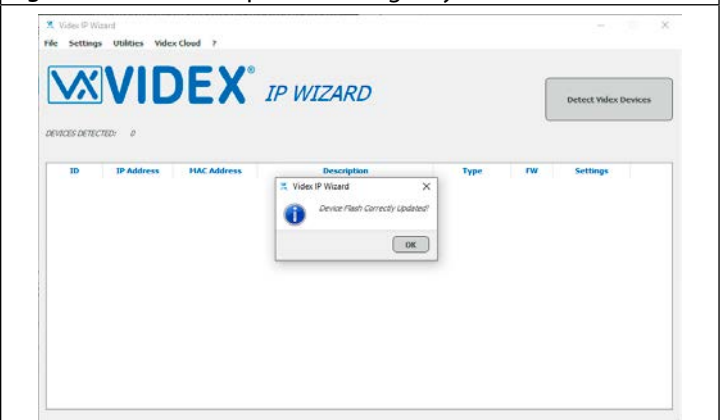 Videx IP Wizard
File Settings Utilities Videx Cloud ?
VIDEX® IP WIZARD
Detect Videx Devices
DEVICES DETECTED: 0
ID IP Address MAC Address Description Type FW Settings
Videx IP Wizard
Device Flash Correctly Updated!
OK